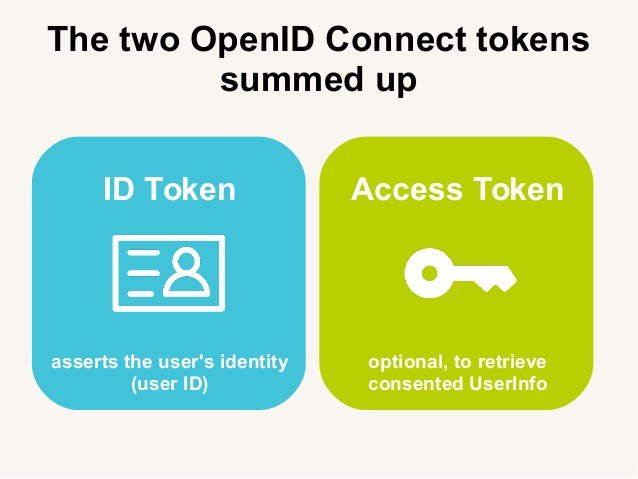 The two OpenID Connect tokens
summed up
ID Token
asserts the user's identity
(user ID)
Access Token
optional, to retrieve
consented UserInfo